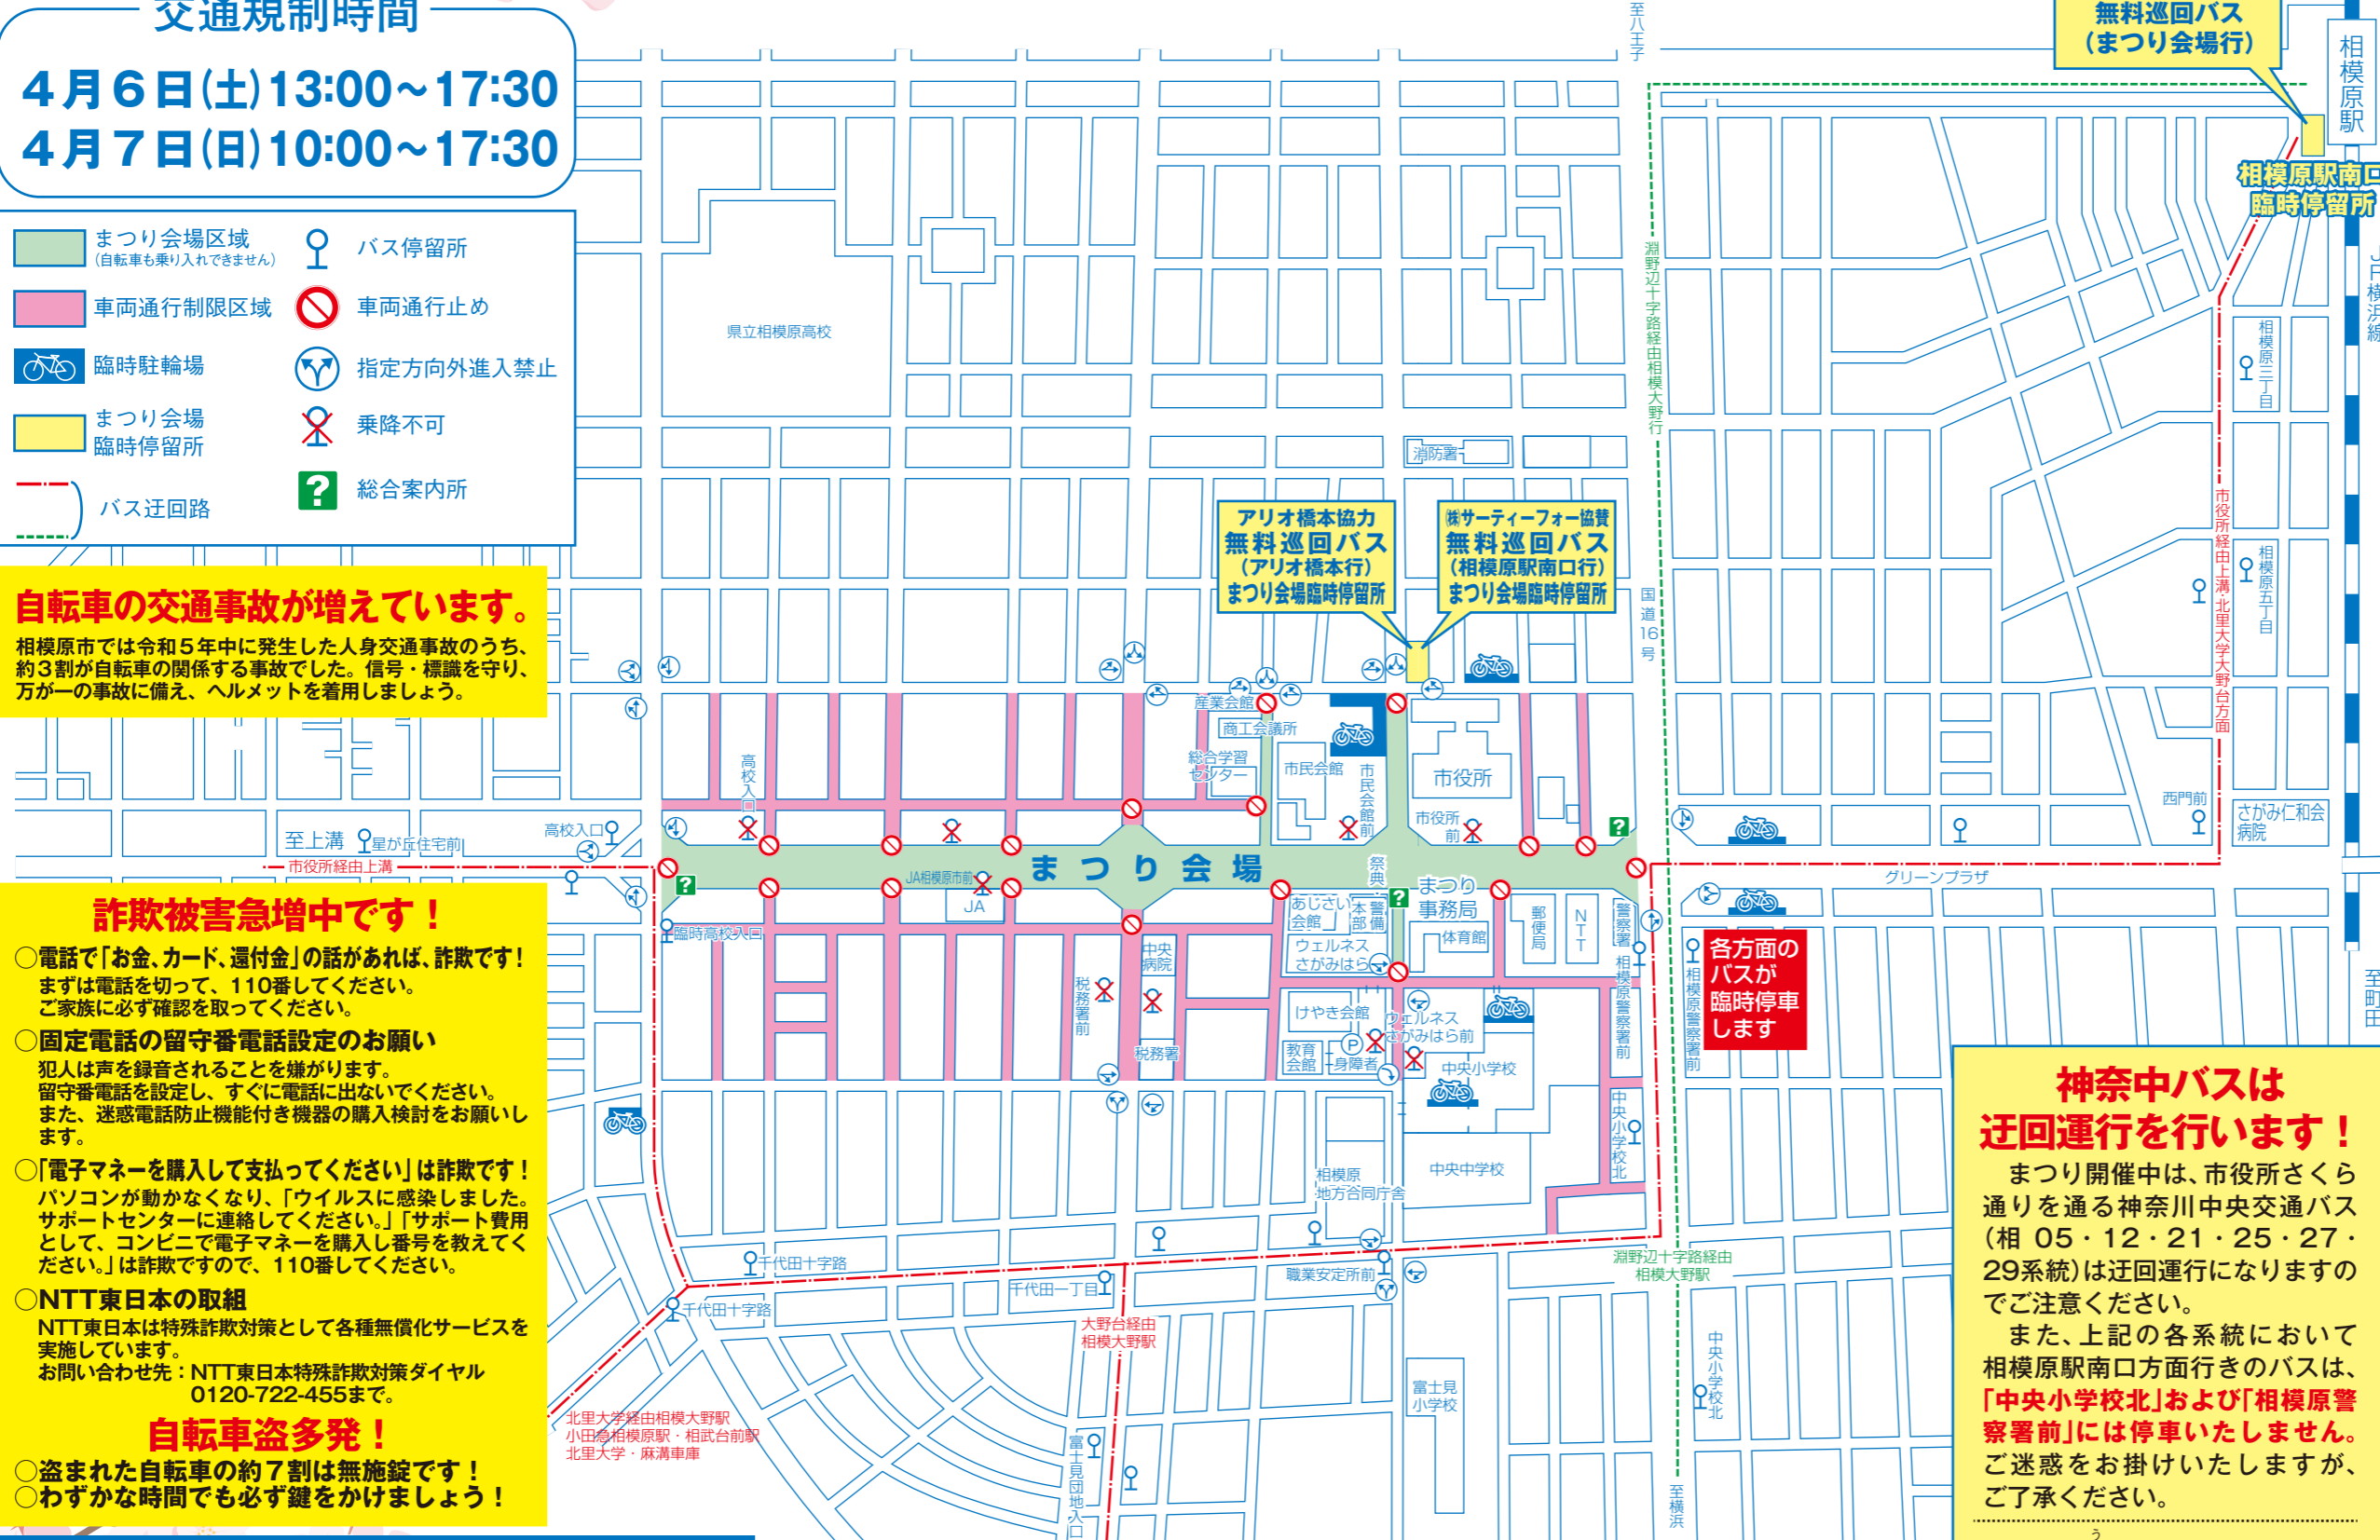 交通規制時間
4月6日(土)13:00〜17:30
4月7日(日)10:00〜17:30
まつり会場区域
(自転車も乗り入れできません)
車両通行制限区域
臨時駐輪場
まつり会場
臨時停留所
バス迂回路
バス停留所
車両通行止め
指定方向外進入禁止
乗降不可
総合案内所
自転車の交通事故が増えています。
相模原市では令和5年中に発生した人身交通事故のうち、
約3割が自転車の関係する事故でした。信号・標識を守り、
万が一の事故に備え、ヘルメットを着用しましょう。
詐欺被害急増中です！
○電話で「お金、カード、還付金」の話があれば、詐欺です！
まずは電話を切って、110番してください。
ご家族に必ず確認を取ってください。
○固定電話の留守番電話設定のお願い
犯人は声を録音されることを嫌がります。
留守番電話を設定し、すぐに電話に出ないでください。
また、迷惑電話防止機能付き機器の購入検討をお願いし
ます。
○「電子マネーを購入して支払ってください」は詐欺です！
パソコンが動かなくなり、「ウイルスに感染しました。
サポートセンターに連絡してください。」「サポート費用
として、コンビニで電子マネーを購入し番号を教えてく
ださい。」は詐欺ですので、110番してください。
○NTT東日本の取組
NTT東日本は特殊詐欺対策として各種無償化サービスを
実施しています。
お問い合わせ先：NTT東日本特殊詐欺対策ダイヤル
0120-722-455まで。
自転車盗多発！
○盗まれた自転車の約7割は無施錠です！
○わずかな時間でも必ず鍵をかけましょう！
至八王子
無料巡回バス
(まつり会場行)
相模原駅
相模原駅南口
臨時停留所
JR横浜線
県立相模原高校
淵野辺十字路経由相模大野行
相模原三丁目
消防署
市役所経由上溝・北里大学大野台方面
アリオ橋本協力
無料巡回バス
(アリオ橋本行)
まつり会場臨時停留所
㈱サーティーフォー協賛
無料巡回バス
(相模原駅南口行)
まつり会場臨時停留所
相模原五丁目
国道16号
産業会館
商工会議所
総合学習
センター
市民会館
市民会館前
市役所
市役所
前
高校入口
西門前
さがみ仁和会
病院
至上溝
星が丘住宅前
高校入口
市役所経由上溝
まつり会場
JA相模原市前
JA
祭典・警備
本部
まつり
事務局
グリーンプラザ
あじさい
会館
体育館
郵便局
NTT
警察署
臨時高校入口
中央
病院
ウェルネス
さがみはら
相模原警察署前
相模原警察署前
各方面の
バスが
臨時停車
します
至町田
税務署前
税務署
けやき会館
ウェルネス
さがみはら前
教育
会館
P
身障者
中央小学校
中央小学校北
中央中学校
相模原
地方合同庁舎
千代田十字路
千代田十字路
千代田一丁目
職業安定所前
淵野辺十字路経由
相模大野駅
大野台経由
相模大野駅
富士見
小学校
中央小学校北
北里大学経由相模大野駅
小田急相模原駅・相武台前駅
北里大学・麻溝車庫
富士見団地入口
至横浜
神奈中バスは
迂回運行を行います！
まつり開催中は、市役所さくら
通りを通る神奈川中央交通バス
(相 05・12・21・25・27・
29系統)は迂回運行になりますの
でご注意ください。
また、上記の各系統において
相模原駅南口方面行きのバスは、
「中央小学校北」および「相模原警
察署前」には停車いたしません。
ご迷惑をお掛けいたしますが、
ご了承ください。
う